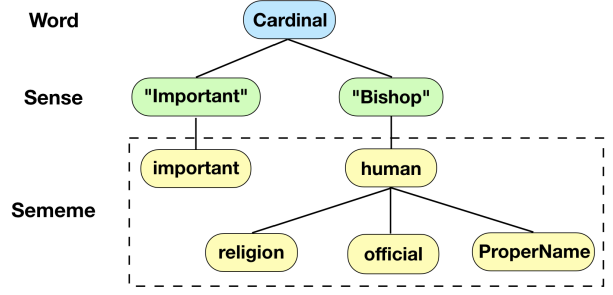 Word
Cardinal
Sense
"Important"
"Bishop"
important
human
Sememe
religion
official
ProperName